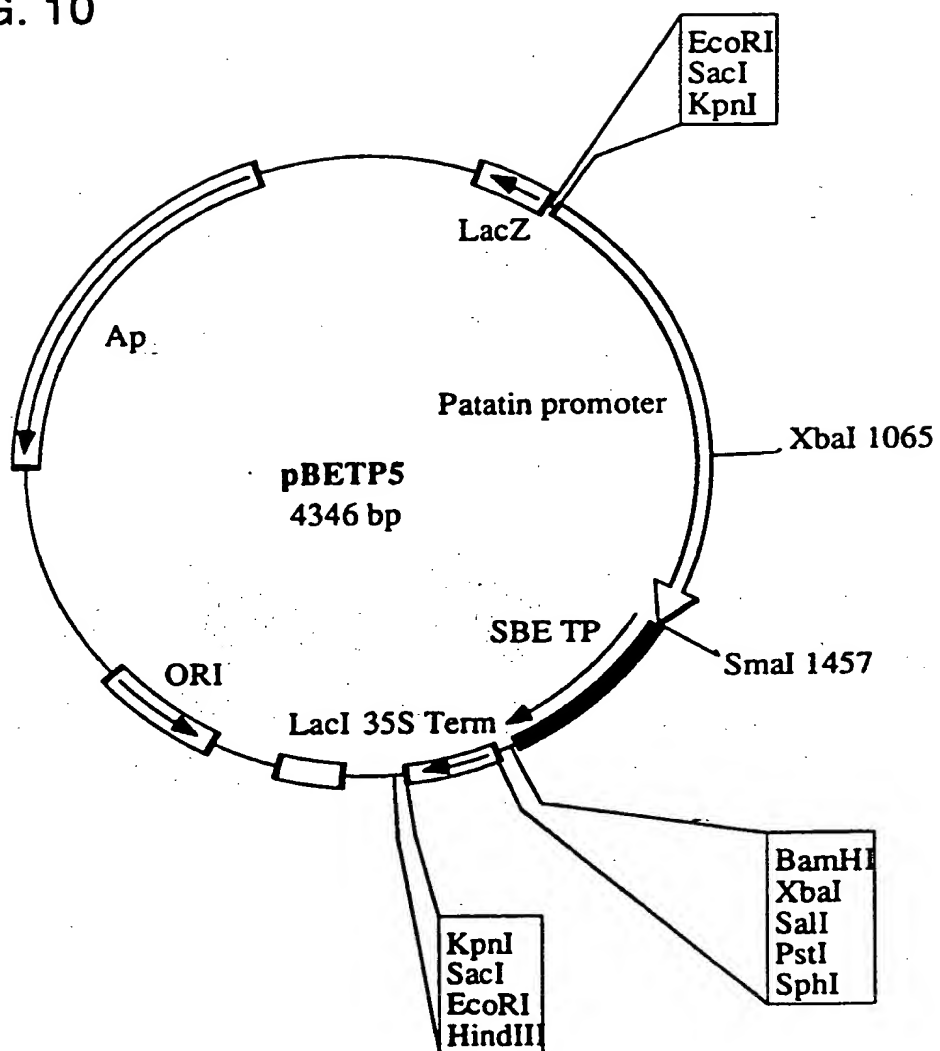 G. 10
EcoRI
SacI
KpnI
LacZ
Ap
Patatin promoter
XbaI 1065
pBETP5
4346 bp
SBE TP
SmaI 1457
ORI
LacI 35S Term
BamHI
XbaI
SalI
PstI
SphI
KpnI
SacI
EcoRI
HindIII